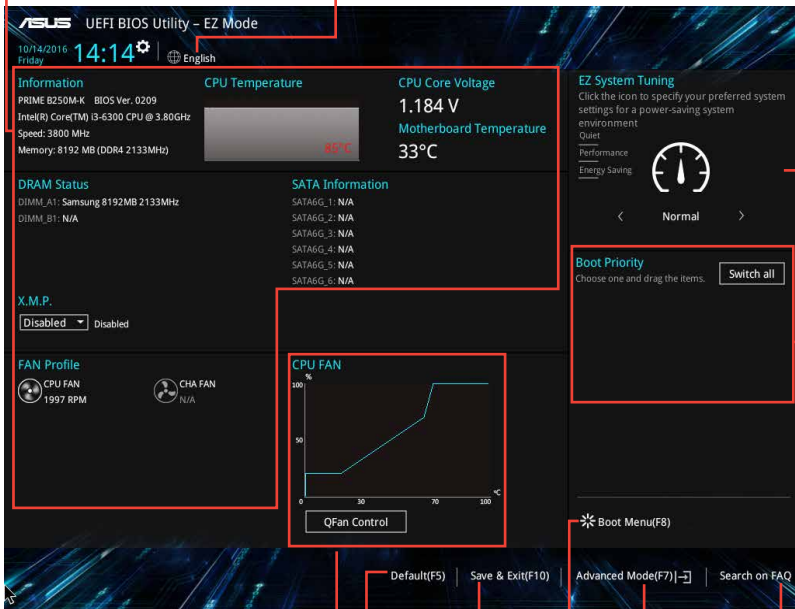 ASUS UEFI BIOS Utility – EZ Mode
10/14/2016
Friday
14:14
English
Information
PRIME B250M-K BIOS Ver. 0209
Intel(R) Core(TM) i3-6300 CPU @ 3.80GHz
Speed: 3800 MHz
Memory: 8192 MB (DDR4 2133MHz)
CPU Temperature
85°C
CPU Core Voltage
1.184 V
Motherboard Temperature
33°C
EZ System Tuning
Click the icon to specify your preferred system
settings for a power-saving system
environment
Quiet
Performance
Energy Saving
< Normal >
DRAM Status
DIMM_A1: Samsung 8192MB 2133MHz
DIMM_B1: N/A
SATA Information
SATA6G_1: N/A
SATA6G_2: N/A
SATA6G_3: N/A
SATA6G_4: N/A
SATA6G_5: N/A
SATA6G_6: N/A
X.M.P.
Disabled Disabled
Boot Priority
Choose one and drag the items.
Switch all
FAN Profile
CPU FAN
1997 RPM
CHA FAN
N/A
CPU FAN
%
100
50
0 30 70 100
°C
QFan Control
Boot Menu(F8)
Default(F5) Save & Exit(F10) Advanced Mode(F7) Search on FAQ